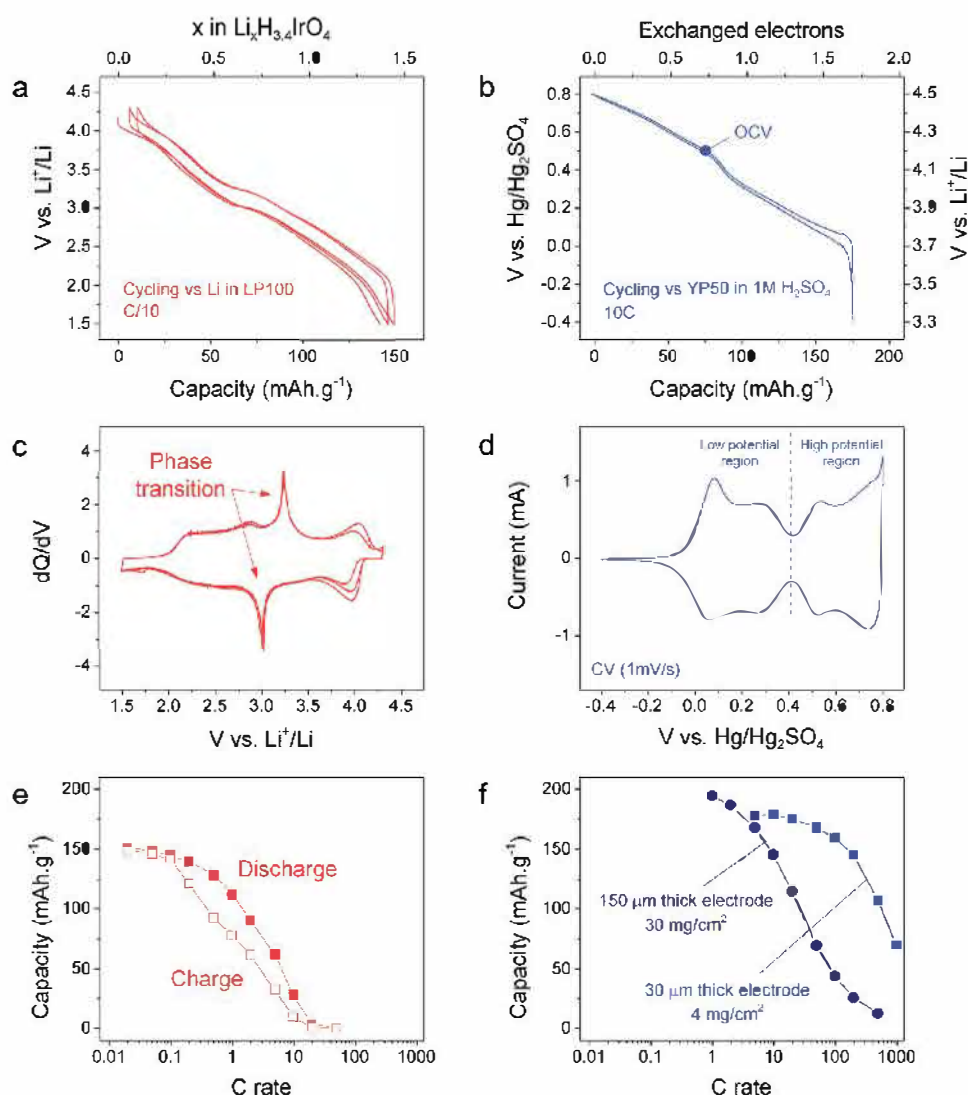 x in LixH3.4IrO4
0.0 0.5 1.0 1.5
a
4.5
4.0
3.5
3.0
2.5
2.0
1.5
V vs. Li+/Li
Cycling vs Li in LP100
C/10
0 50 100 150
Capacity (mAh.g-1)
Exchanged electrons
0.0 0.5 1.0 1.5 2.0
b
0.8
0.6
0.4
0.2
0.0
-0.2
-0.4
V vs. Hg/Hg2SO4
OCV
Cycling vs YP50 in 1M H2SO4
10C
4.5
4.3
4.1
3.9
3.7
3.5
3.3
V vs. Li+/Li
0 50 100 150 200
Capacity (mAh.g-1)
c
4
2
0
-2
-4
dQ/dV
Phase
transition
1.5 2.0 2.5 3.0 3.5 4.0 4.5
V vs. Li+/Li
d
1
0
-1
Current (mA)
Low potential
region
High potential
region
CV (1mV/s)
-0.4 -0.2 0.0 0.2 0.4 0.6 0.8
V vs. Hg/Hg2SO4
e
200
150
100
50
0
Capacity (mAh.g-1)
Discharge
Charge
0.01 0.1 1 10 100 1000
C rate
f
200
150
100
50
0
Capacity (mAh.g-1)
150 μm thick electrode
30 mg/cm2
30 μm thick electrode
4 mg/cm2
0.01 0.1 1 10 100 1000
C rate